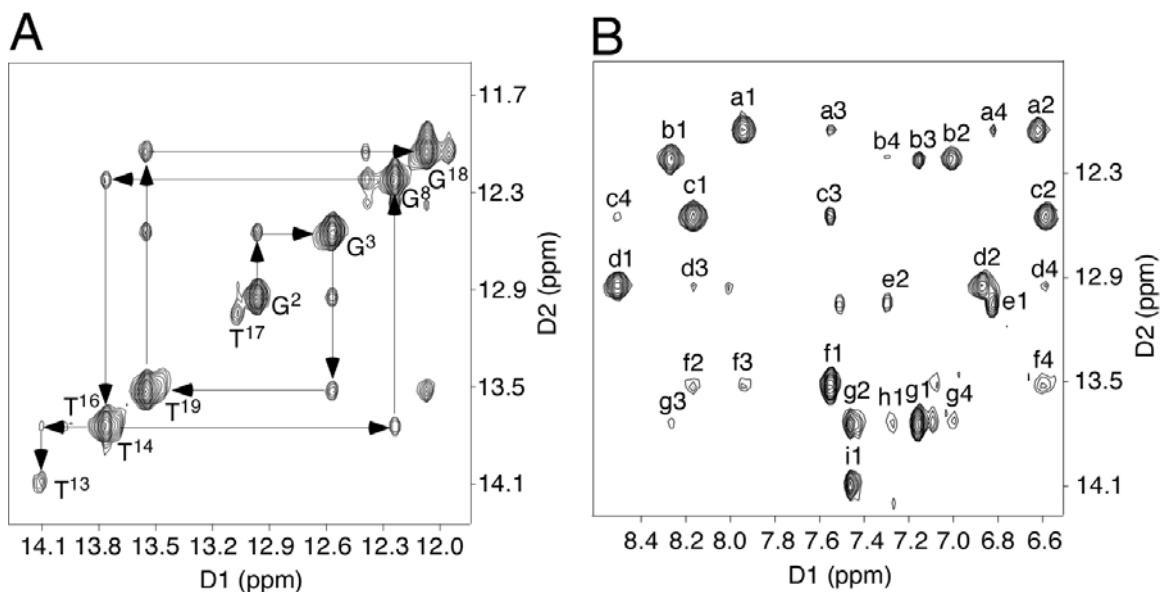 A
B
11.7
12.3
12.9
13.5
14.1
D2 (ppm)
G¹⁸
G⁸
G³
G²
T¹⁷
T¹⁶
T¹⁹
T¹⁴
T¹³
14.1 13.8 13.5 13.2 12.9 12.6 12.3 12.0
D1 (ppm)
a1 a3 a4 a2
b1 b4 b3 b2
c4 c1 c3 c2
d1 d3 e2 d2 d4
e1
f2 f3 f1 f4
g3 g2 h1 g1 g4
i1
12.3
12.9
13.5
14.1
D2 (ppm)
8.4 8.2 8.0 7.8 7.6 7.4 7.2 7.0 6.8 6.6
D1 (ppm)